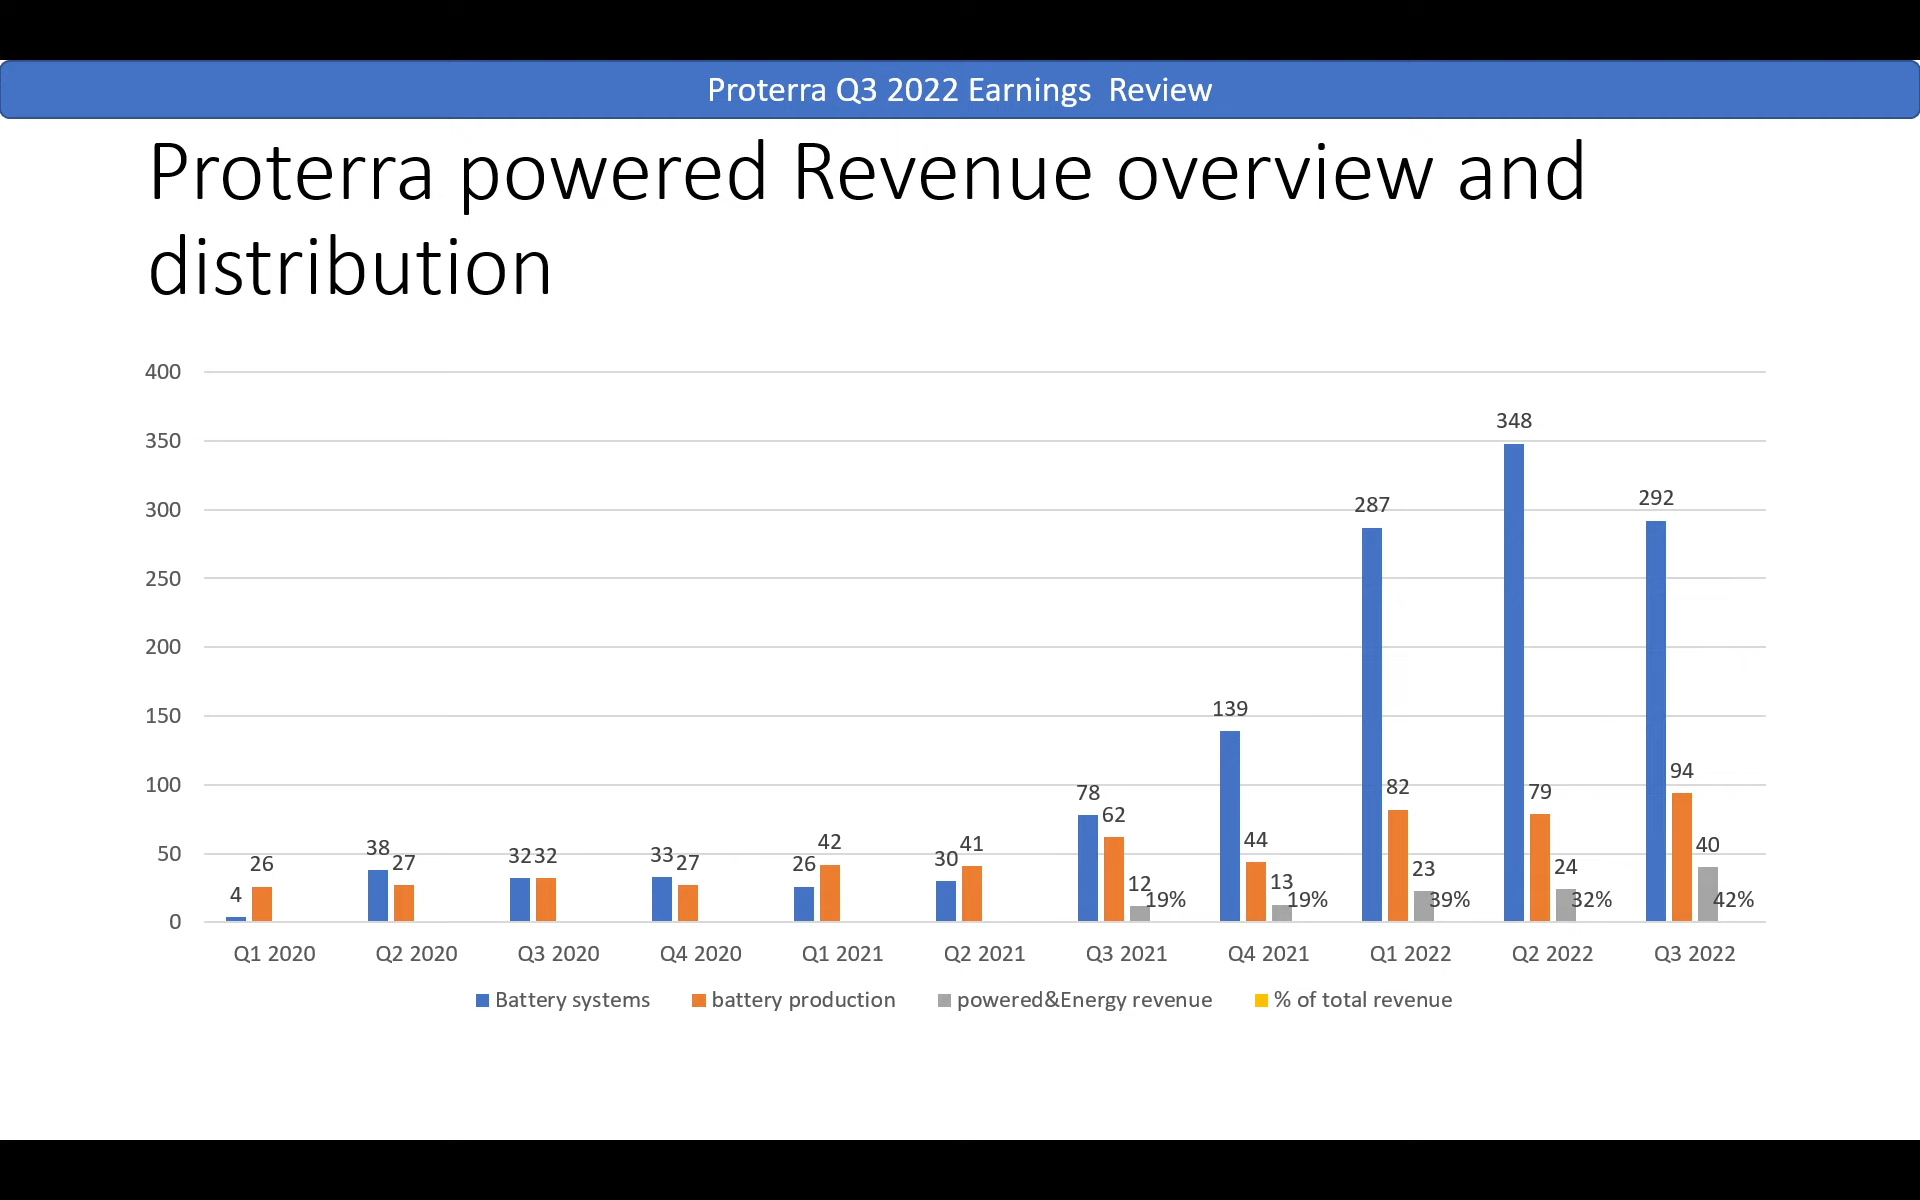 Proterra Q3 2022 Earnings  Review
Proterra powered Revenue overview and
distribution
400
350
300
250
200
150
100
50
0
4 26
38 27
32 32
33 27
26 42
30 41
78 62 12 19%
139 44 13 19%
287 82 23 39%
348 79 24 32%
292 94 40 42%
Q1 2020 Q2 2020 Q3 2020 Q4 2020 Q1 2021 Q2 2021 Q3 2021 Q4 2021 Q1 2022 Q2 2022 Q3 2022
Battery systems battery production powered&Energy revenue % of total revenue